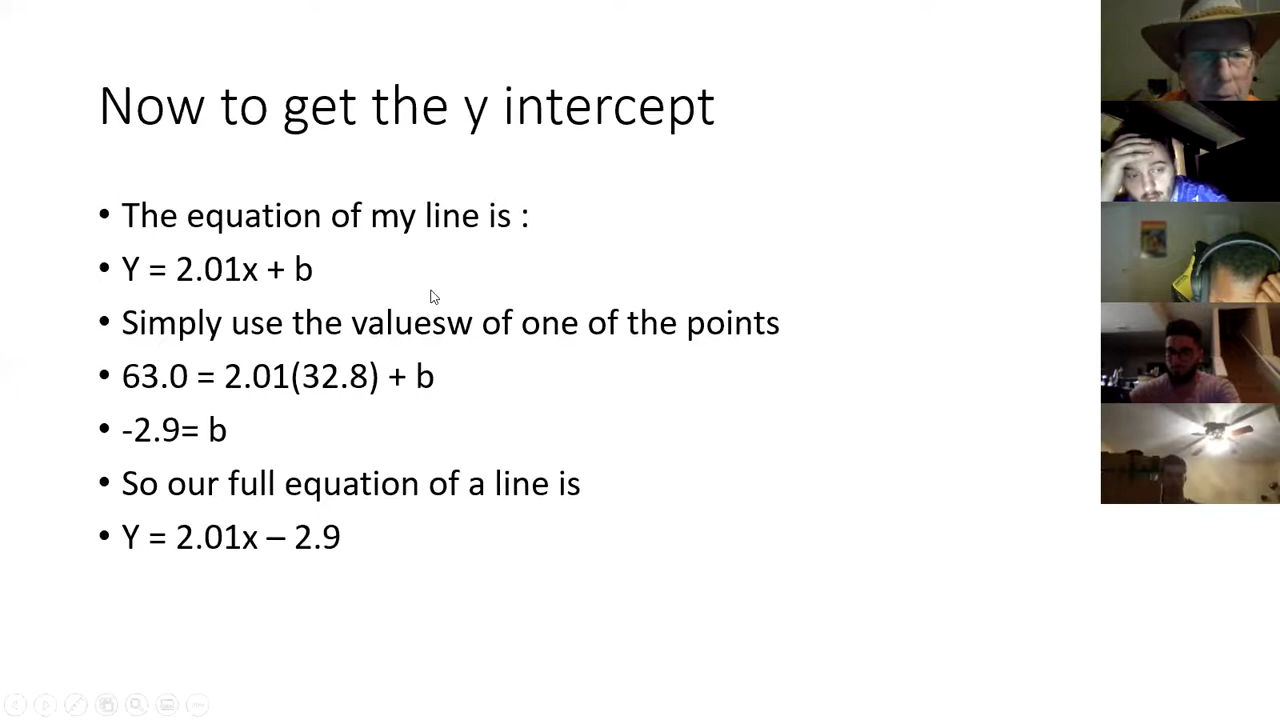 Now to get the y intercept
• The equation of my line is :
• Y = 2.01x + b
• Simply use the valuesw of one of the points
• 63.0 = 2.01(32.8) + b
• -2.9= b
• So our full equation of a line is
• Y = 2.01x – 2.9